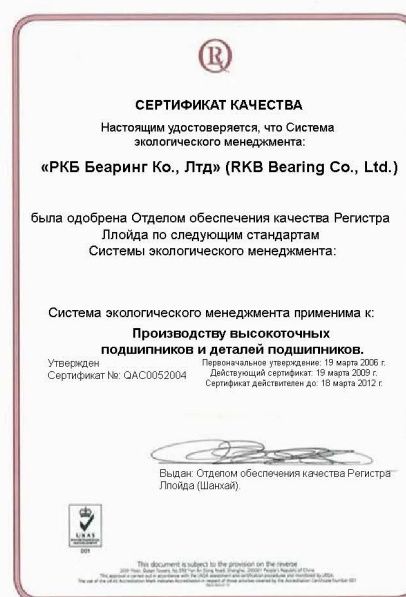 СЕРТИФИКАТ КАЧЕСТВА
Настоящим удостоверяется, что Система
экологического менеджмента:
«РКБ Беаринг Ко., Лтд» (RKB Bearing Co., Ltd.)
была одобрена Отделом обеспечения качества Регистра
Ллойда по следующим стандартам
Системы экологического менеджмента:
Система экологического менеджмента применима к:
Производству высокоточных
подшипников и деталей подшипников.
Утвержден
Сертификат №: QAC0052004
Первоначальное утверждение: 19 марта 2006 г.
Действующий сертификат: 19 марта 2009 г.
Сертификат действителен до: 18 марта 2012 г.
Выдан: Отделом обеспечения качества Регистра
Ллойда (Шанхай).
UKAS
ENVIRONMENTAL
MANAGEMENT
001
This document is subject to the provision on the reverse